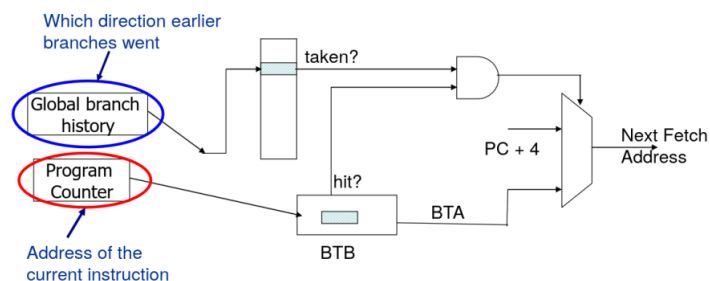 Which direction earlier
branches went
taken?
Global branch
history
PC + 4
Next Fetch
Address
Program
Counter
hit?
BTA
BTB
Address of the
current instruction